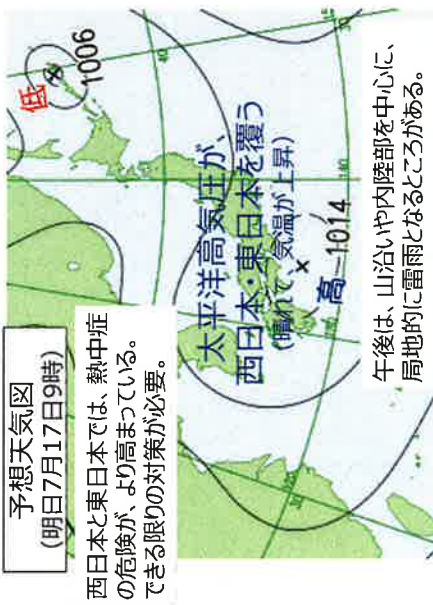 予想天気図
(明日7月17日9時)
西日本と東日本では、熱中症
の危険が、より高まっている。
できる限りの対策が必要。
低
1006
太平洋高気圧が、
西日本・東日本を覆う
(晴れて、気温が上昇)
高
1014
午後は、山沿いや内陸部を中心に、
局地的に雷雨となるところがある。
40
30
140